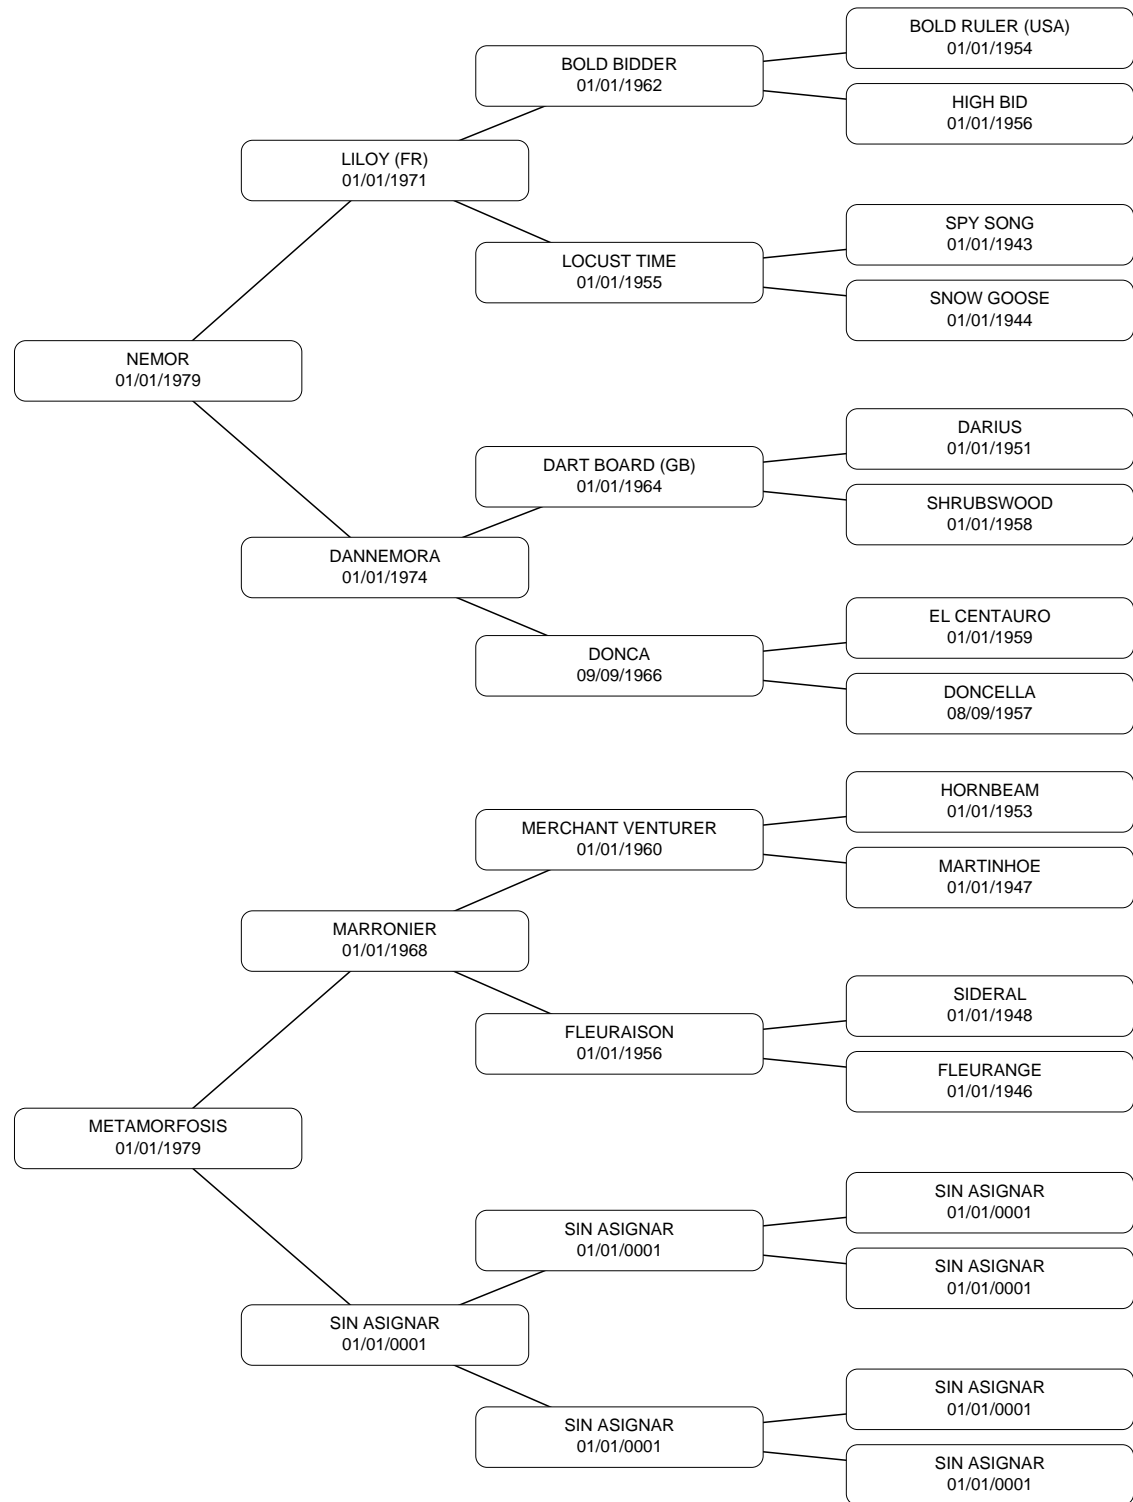 BOLD RULER (USA)
01/01/1954
BOLD BIDDER
01/01/1962
HIGH BID
01/01/1956
LILOY (FR)
01/01/1971
SPY SONG
01/01/1943
LOCUST TIME
01/01/1955
SNOW GOOSE
01/01/1944
NEMOR
01/01/1979
DARIUS
01/01/1951
DART BOARD (GB)
01/01/1964
SHRUBSWOOD
01/01/1958
DANNEMORA
01/01/1974
EL CENTAURO
01/01/1959
DONCA
09/09/1966
DONCELLA
08/09/1957
HORNBEAM
01/01/1953
MERCHANT VENTURER
01/01/1960
MARTINHOE
01/01/1947
MARRONIER
01/01/1968
SIDERAL
01/01/1948
FLEURAISON
01/01/1956
FLEURANGE
01/01/1946
METAMORFOSIS
01/01/1979
SIN ASIGNAR
01/01/0001
SIN ASIGNAR
01/01/0001
SIN ASIGNAR
01/01/0001
SIN ASIGNAR
01/01/0001
SIN ASIGNAR
01/01/0001
SIN ASIGNAR
01/01/0001
SIN ASIGNAR
01/01/0001